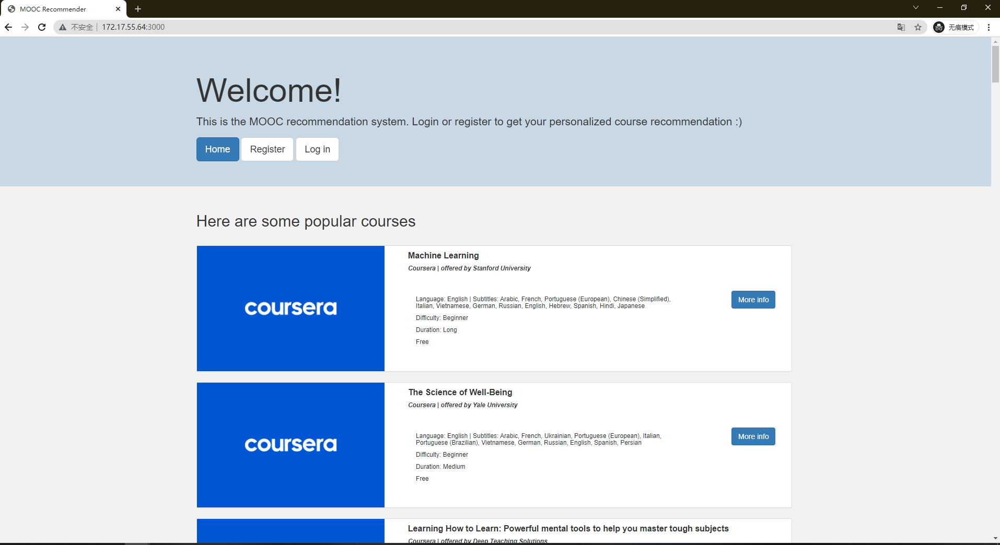 MOOC Recommender
不安全 172.17.55.64:3000 无痕模式
Welcome!
This is the MOOC recommendation system. Login or register to get your personalized course recommendation :)
Home Register Log in
Here are some popular courses
coursera
Machine Learning
Coursera | offered by Stanford University
Language: English | Subtitles: Arabic, French, Portuguese (European), Chinese (Simplified),
Italian, Vietnamese, German, Russian, English, Hebrew, Spanish, Hindi, Japanese
Difficulty: Beginner
Duration: Long
Free
More info
coursera
The Science of Well-Being
Coursera | offered by Yale University
Language: English | Subtitles: Arabic, French, Ukrainian, Portuguese (European), Italian,
Portuguese (Brazilian), Vietnamese, German, Russian, English, Spanish, Persian
Difficulty: Beginner
Duration: Medium
Free
More info
Learning How to Learn: Powerful mental tools to help you master tough subjects
Coursera | offered by Deep Teaching Solutions